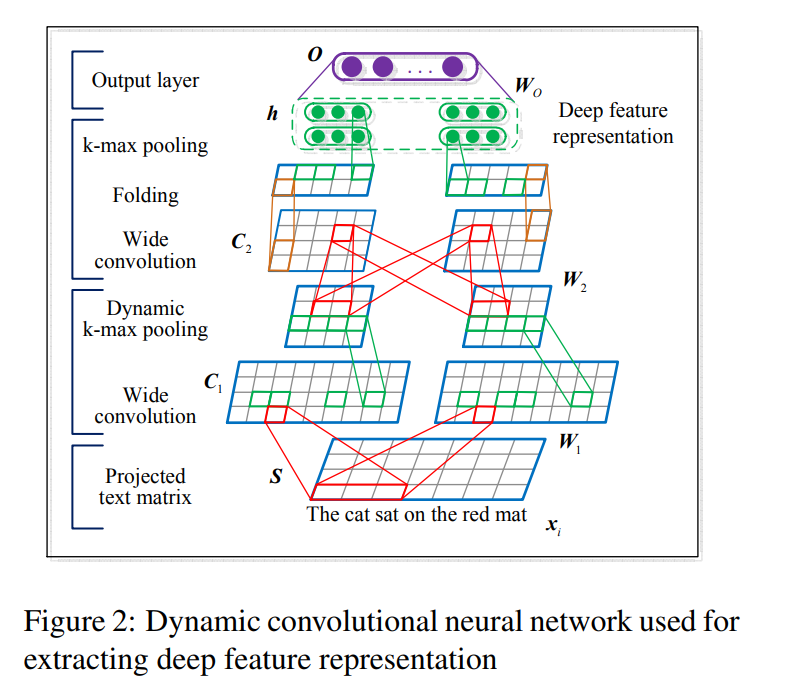 O
Output layer
W_O
h
Deep feature
representation
k-max pooling
Folding
Wide
convolution
C_2
W_2
Dynamic
k-max pooling
C_1
Wide
convolution
W_1
Projected
text matrix
S
The cat sat on the red mat
x_i
Figure 2: Dynamic convolutional neural network used for
extracting deep feature representation